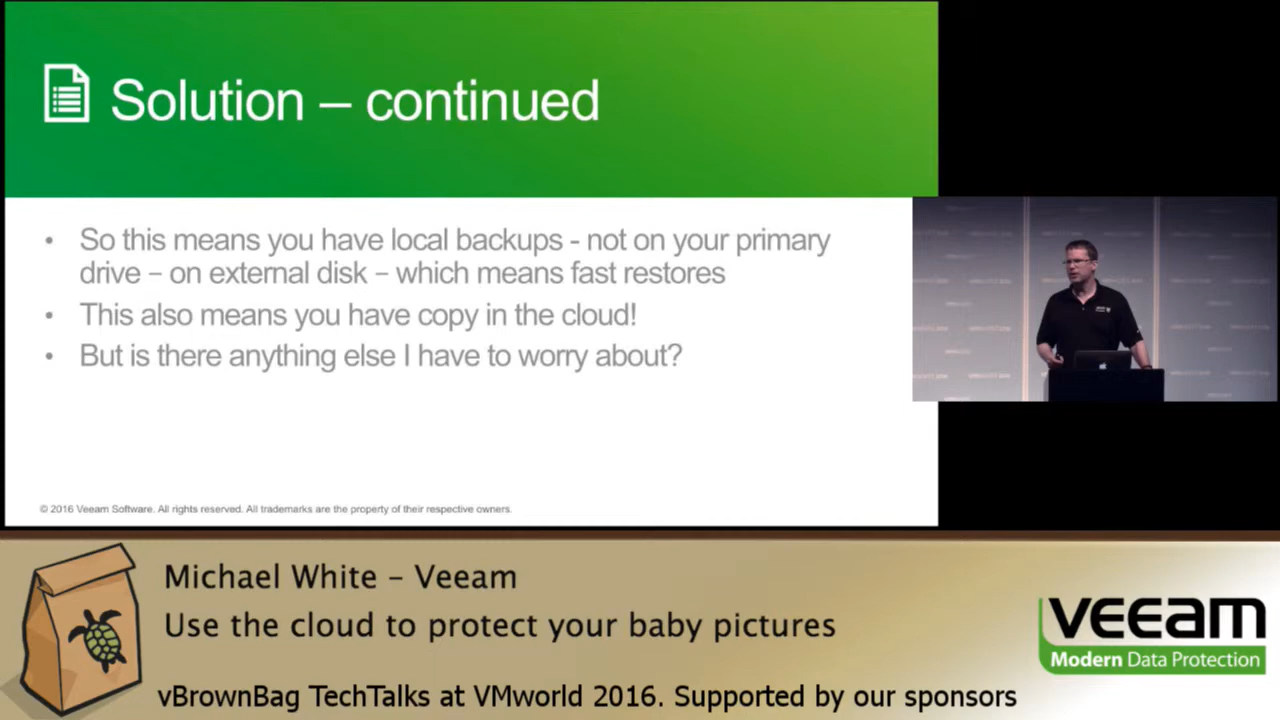 Solution – continued
• So this means you have local backups - not on your primary
drive – on external disk – which means fast restores
• This also means you have copy in the cloud!
• But is there anything else I have to worry about?
© 2016 Veeam Software. All rights reserved. All trademarks are the property of their respective owners.
Michael White – Veeam
Use the cloud to protect your baby pictures
vBrownBag TechTalks at VMworld 2016. Supported by our sponsors
veeam
Modern Data Protection